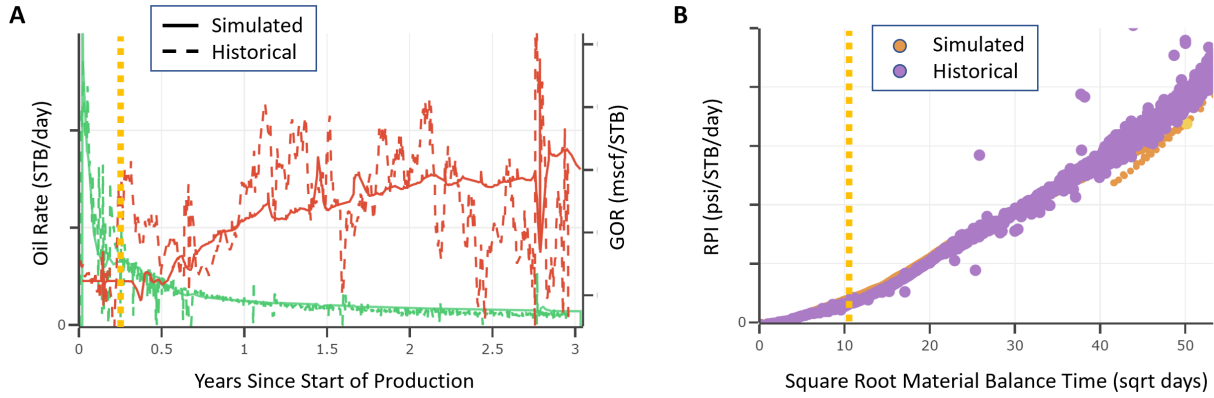 A
Simulated
Historical
Oil Rate (STB/day)
GOR (mscf/STB)
0
0 0.5 1 1.5 2 2.5 3
Years Since Start of Production
B
Simulated
Historical
RPI (psi/STB/day)
0
0 10 20 30 40 50
Square Root Material Balance Time (sqrt days)